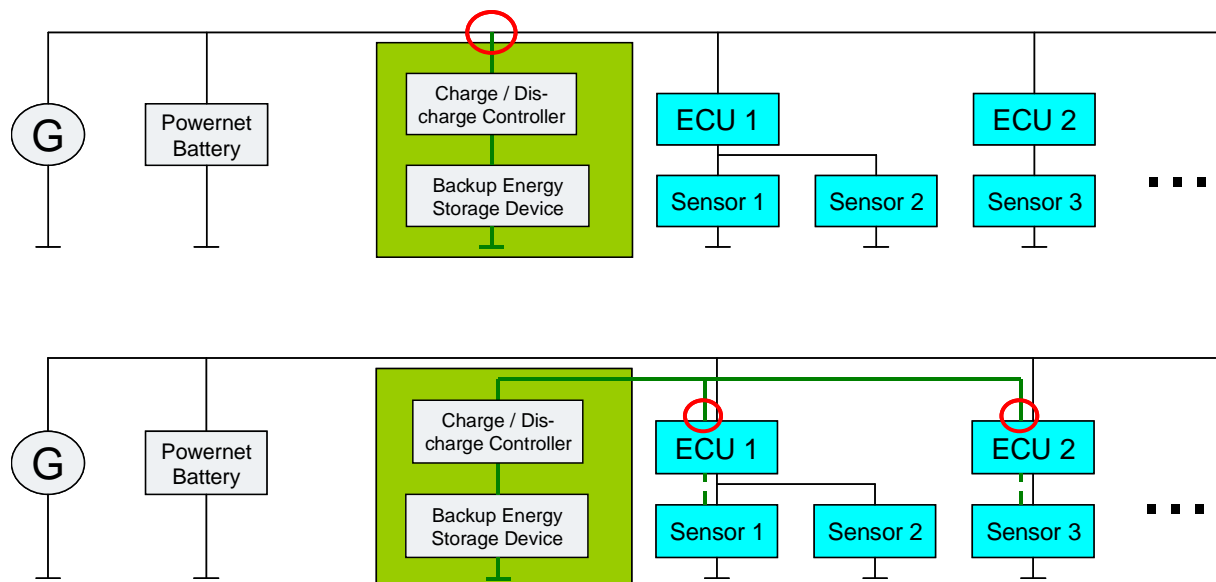 G
Powernet
Battery
Charge / Dis-
charge Controller
Backup Energy
Storage Device
ECU 1
Sensor 1
Sensor 2
ECU 2
Sensor 3
...
G
Powernet
Battery
Charge / Dis-
charge Controller
Backup Energy
Storage Device
ECU 1
Sensor 1
Sensor 2
ECU 2
Sensor 3
...